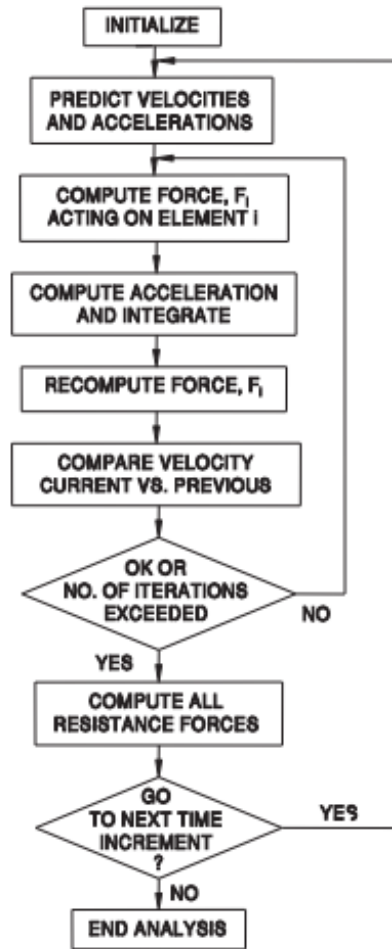 INITIALIZE
PREDICT VELOCITIES
AND ACCELERATIONS
COMPUTE FORCE, Fᵢ
ACTING ON ELEMENT i
COMPUTE ACCELERATION
AND INTEGRATE
RECOMPUTE FORCE, Fᵢ
COMPARE VELOCITY
CURRENT VS. PREVIOUS
OK OR
NO. OF ITERATIONS
EXCEEDED
NO
YES
COMPUTE ALL
RESISTANCE FORCES
GO
TO NEXT TIME
INCREMENT
?
YES
NO
END ANALYSIS